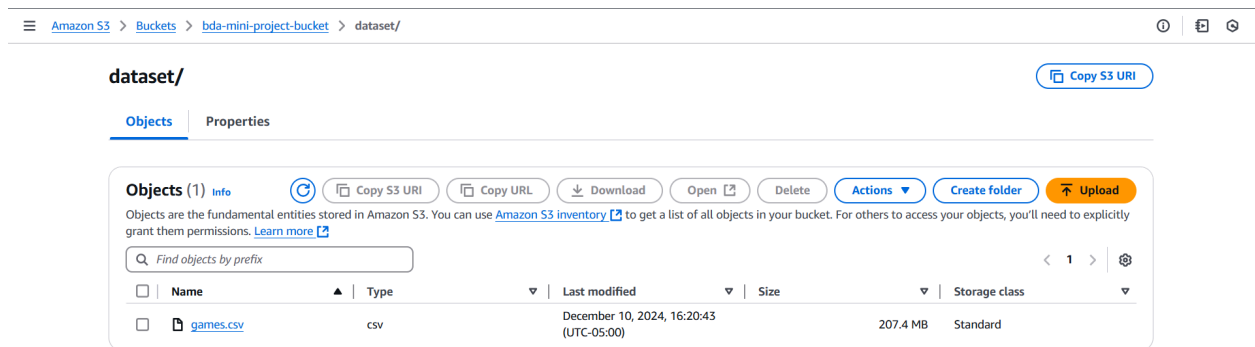 Amazon S3 > Buckets > bda-mini-project-bucket > dataset/
dataset/
Copy S3 URI
Objects Properties
Objects (1) Info Copy S3 URI Copy URL Download Open Delete Actions Create folder Upload
Objects are the fundamental entities stored in Amazon S3. You can use Amazon S3 inventory to get a list of all objects in your bucket. For others to access your objects, you'll need to explicitly
grant them permissions. Learn more
Find objects by prefix
< 1 >
Name Type Last modified Size Storage class
games.csv csv December 10, 2024, 16:20:43 (UTC-05:00) 207.4 MB Standard